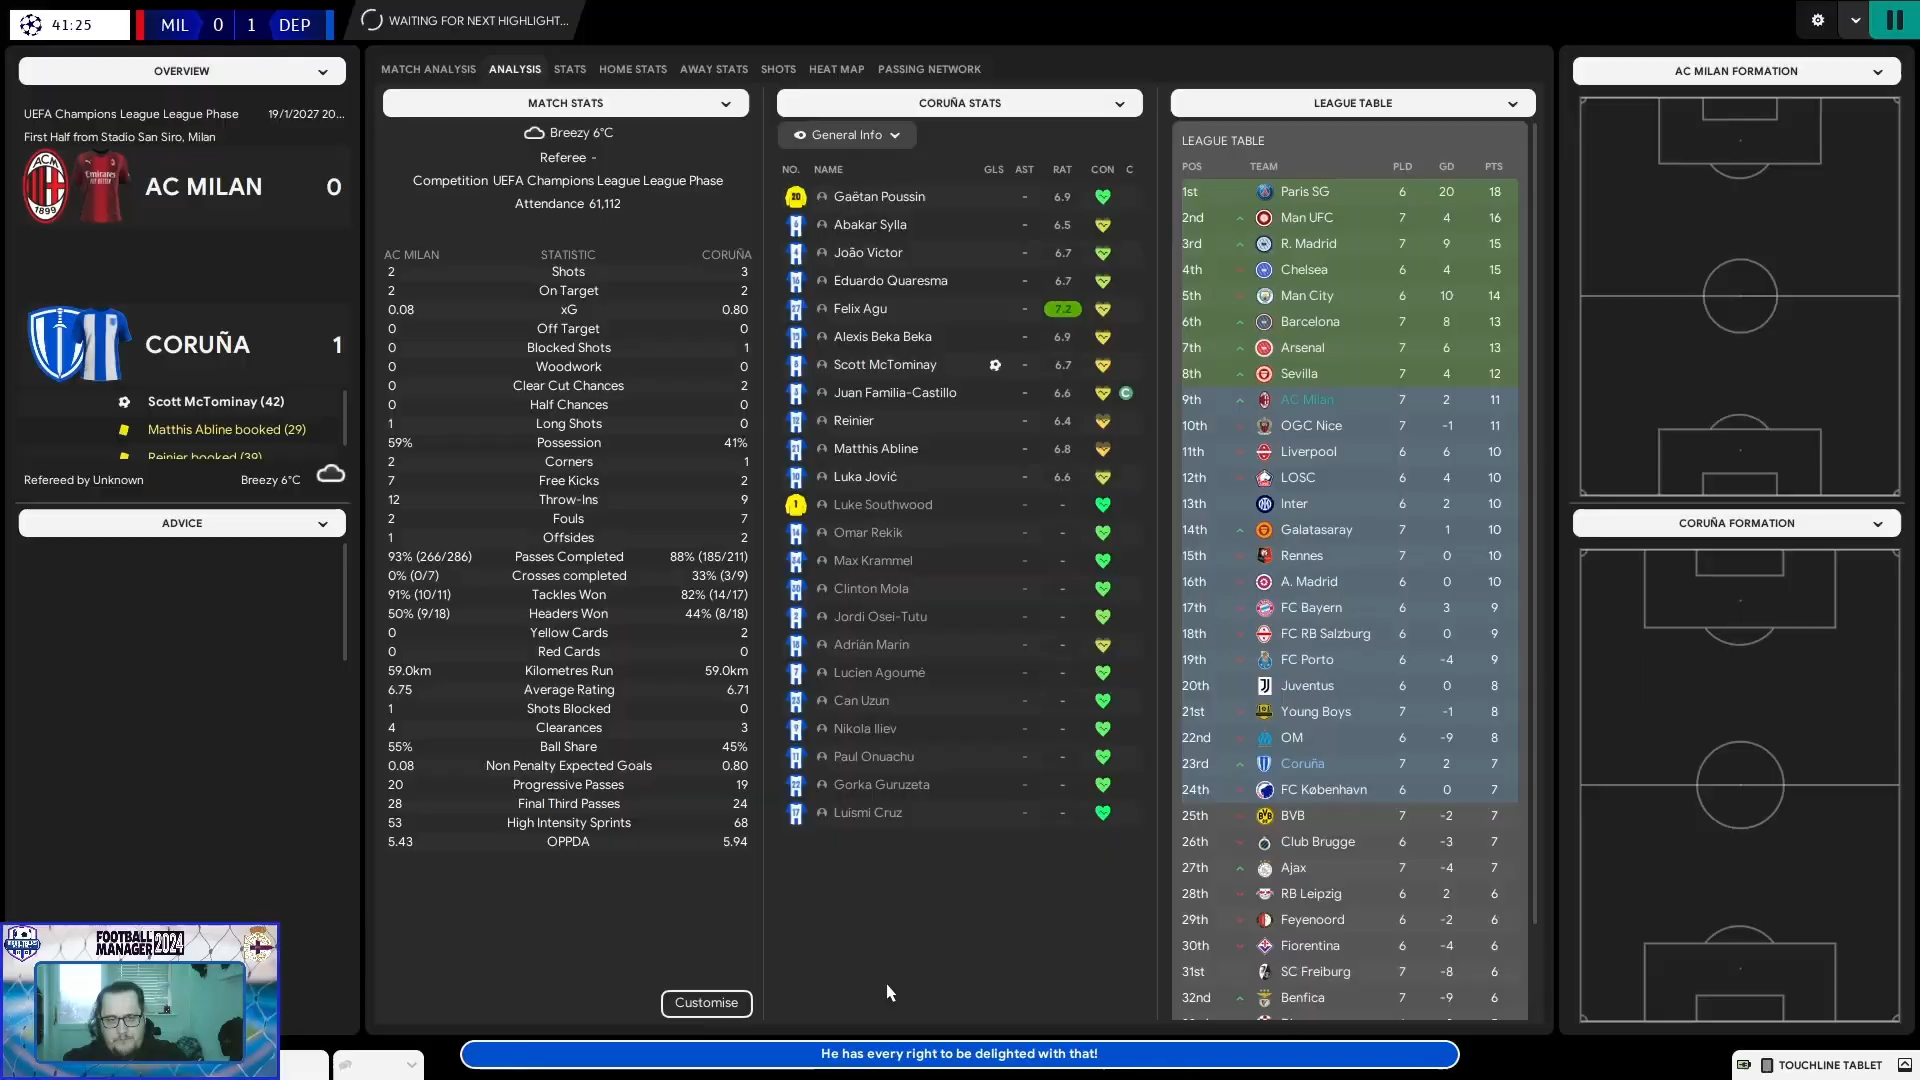 41:25 MIL 0 1 DEP WAITING FOR NEXT HIGHLIGHT...
OVERVIEW
UEFA Champions League League Phase 19/1/2027 20...
First Half from Stadio San Siro, Milan
AC MILAN 0
CORUÑA 1
Scott McTominay (42)
Matthis Abline booked (29)
Reinier booked (39)
Refereed by Unknown Breezy 6°C
ADVICE
FOOTBALL
MANAGER 2024
MATCH ANALYSIS ANALYSIS STATS HOME STATS AWAY STATS SHOTS HEAT MAP PASSING NETWORK
MATCH STATS
Breezy 6°C
Referee -
Competition UEFA Champions League League Phase
Attendance 61,112
AC MILAN STATISTIC CORUÑA
2 Shots 3
2 On Target 2
0.08 xG 0.80
0 Off Target 0
0 Blocked Shots 1
0 Woodwork 0
0 Clear Cut Chances 2
0 Half Chances 0
1 Long Shots 0
59% Possession 41%
2 Corners 1
7 Free Kicks 2
12 Throw-Ins 9
2 Fouls 7
1 Offsides 2
93% (266/286) Passes Completed 88% (185/211)
0% (0/7) Crosses completed 33% (3/9)
91% (10/11) Tackles Won 82% (14/17)
50% (9/18) Headers Won 44% (8/18)
0 Yellow Cards 2
0 Red Cards 0
59.0km Kilometres Run 59.0km
6.75 Average Rating 6.71
1 Shots Blocked 0
4 Clearances 3
55% Ball Share 45%
0.08 Non Penalty Expected Goals 0.80
20 Progressive Passes 19
28 Final Third Passes 24
53 High Intensity Sprints 68
5.43 OPPDA 5.94
Customise
CORUÑA STATS
General Info
NO. NAME GLS AST RAT CON C
20 Gaëtan Poussin - 6.9
Abakar Sylla - 6.5
4 João Victor - 6.7
16 Eduardo Quaresma - 6.7
27 Felix Agu - 7.2
Alexis Beka Beka - 6.9
8 Scott McTominay - 6.7
3 Juan Familia-Castillo - 6.6 C
12 Reinier - 6.4
21 Matthis Abline - 6.8
10 Luka Jović - 6.6
1 Luke Southwood - -
14 Omar Rekik - -
Max Krammel - -
Clinton Mola - -
2 Jordi Osei-Tutu - -
18 Adrián Marín - -
7 Lucien Agoumé - -
23 Can Uzun - -
9 Nikola Iliev - -
11 Paul Onuachu - -
22 Gorka Guruzeta - -
17 Luismi Cruz - -
LEAGUE TABLE
LEAGUE TABLE
POS TEAM PLD GD PTS
1st Paris SG 6 20 18
2nd Man UFC 7 4 16
3rd R. Madrid 7 9 15
4th Chelsea 6 4 15
5th Man City 6 10 14
6th Barcelona 7 8 13
7th Arsenal 7 6 13
8th Sevilla 7 4 12
9th AC Milan 7 2 11
10th OGC Nice 7 -1 11
11th Liverpool 6 6 10
12th LOSC 6 4 10
13th Inter 6 2 10
14th Galatasaray 7 1 10
15th Rennes 7 0 10
16th A. Madrid 6 0 10
17th FC Bayern 6 3 9
18th FC RB Salzburg 6 0 9
19th FC Porto 6 -4 9
20th Juventus 6 0 8
21st Young Boys 7 -1 8
22nd OM 6 -9 8
23rd Coruña 7 2 7
24th FC København 6 0 7
25th BVB 7 -2 7
26th Club Brugge 6 -3 7
27th Ajax 7 -4 7
28th RB Leipzig 6 2 6
29th Feyenoord 6 -2 6
30th Fiorentina 6 -4 6
31st SC Freiburg 7 -8 6
32nd Benfica 7 -9 6
AC MILAN FORMATION
CORUÑA FORMATION
He has every right to be delighted with that!
TOUCHLINE TABLET